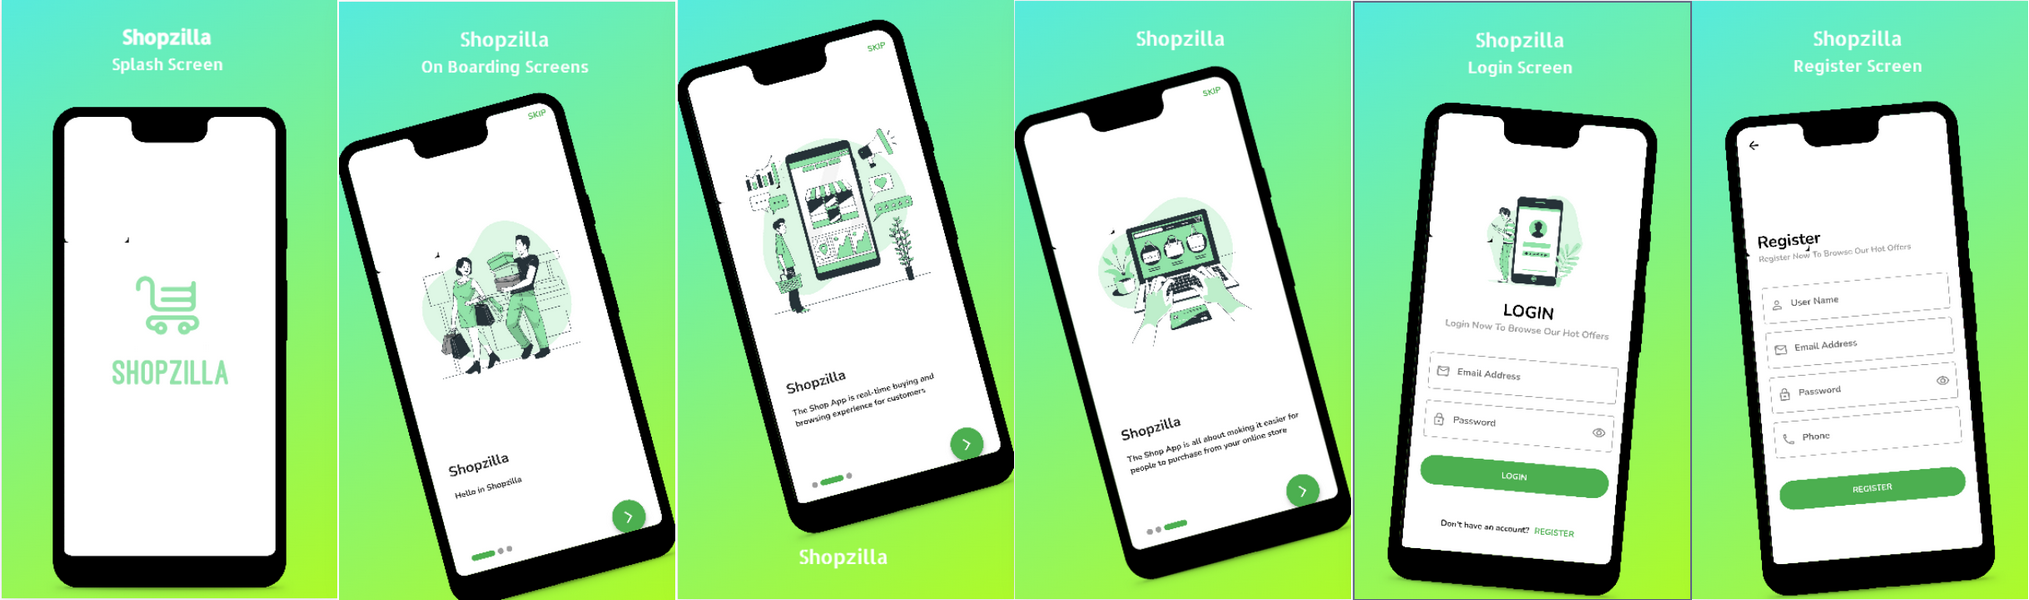 Shopzilla
Splash Screen
SHOPZILLA
Shopzilla
On Boarding Screens
SKIP
Shopzilla
Hello in Shopzilla
SKIP
Shopzilla
The Shop App is real-time buying and
browsing experience for customers
Shopzilla
Shopzilla
SKIP
Shopzilla
The Shop App is all about making it easier for
people to purchase from your online store
Shopzilla
Login Screen
LOGIN
Login Now To Browse Our Hot Offers
Email Address
Password
LOGIN
Don't have an account? REGISTER
Shopzilla
Register Screen
Register
Register Now To Browse Our Hot Offers
User Name
Email Address
Password
Phone
REGISTER